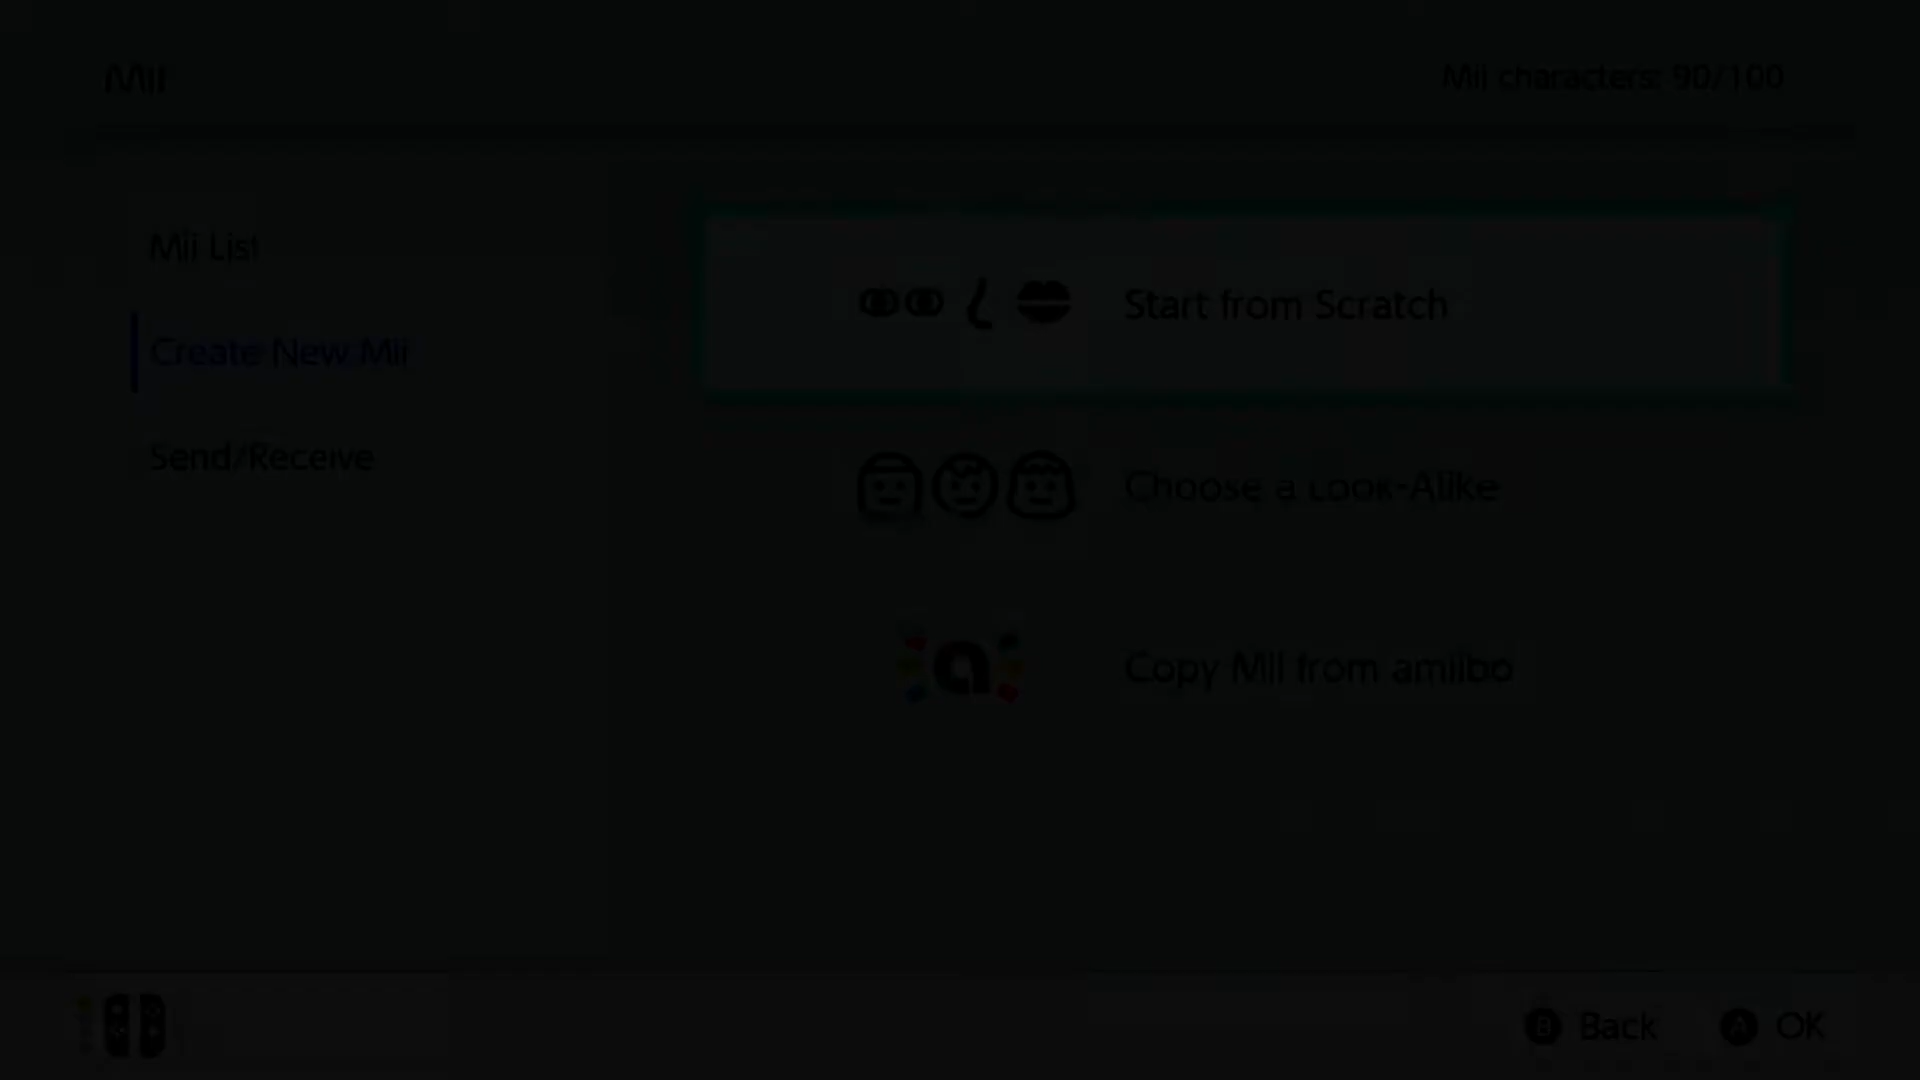 Mii
Mii characters: 90/100
Mii List
Create New Mii
Send/Receive
Start from Scratch
Choose a Look-Alike
Copy Mii from amiibo
B Back
A OK